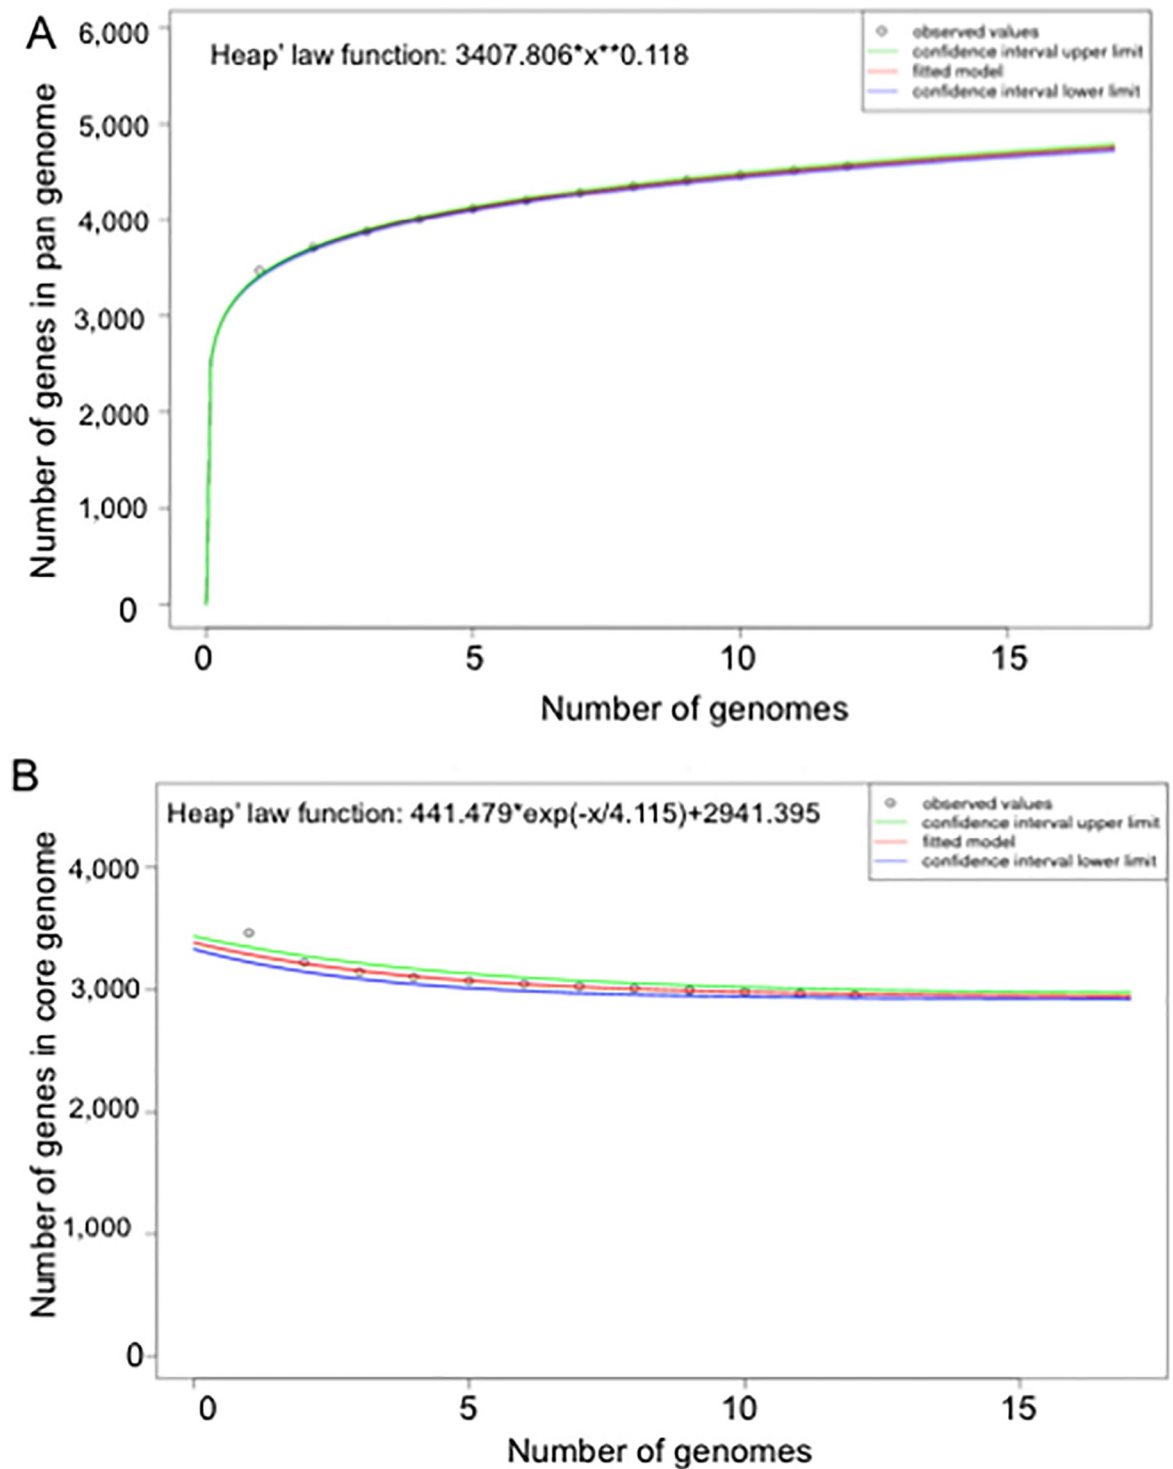 A
Heap' law function: 3407.806*x**0.118
observed values
confidence interval upper limit
fitted model
confidence interval lower limit
Number of genes in pan genome
6,000
5,000
4,000
3,000
2,000
1,000
0
0 5 10 15
Number of genomes
B
Heap' law function: 441.479*exp(-x/4.115)+2941.395
observed values
confidence interval upper limit
fitted model
confidence interval lower limit
Number of genes in core genome
4,000
3,000
2,000
1,000
0
0 5 10 15
Number of genomes